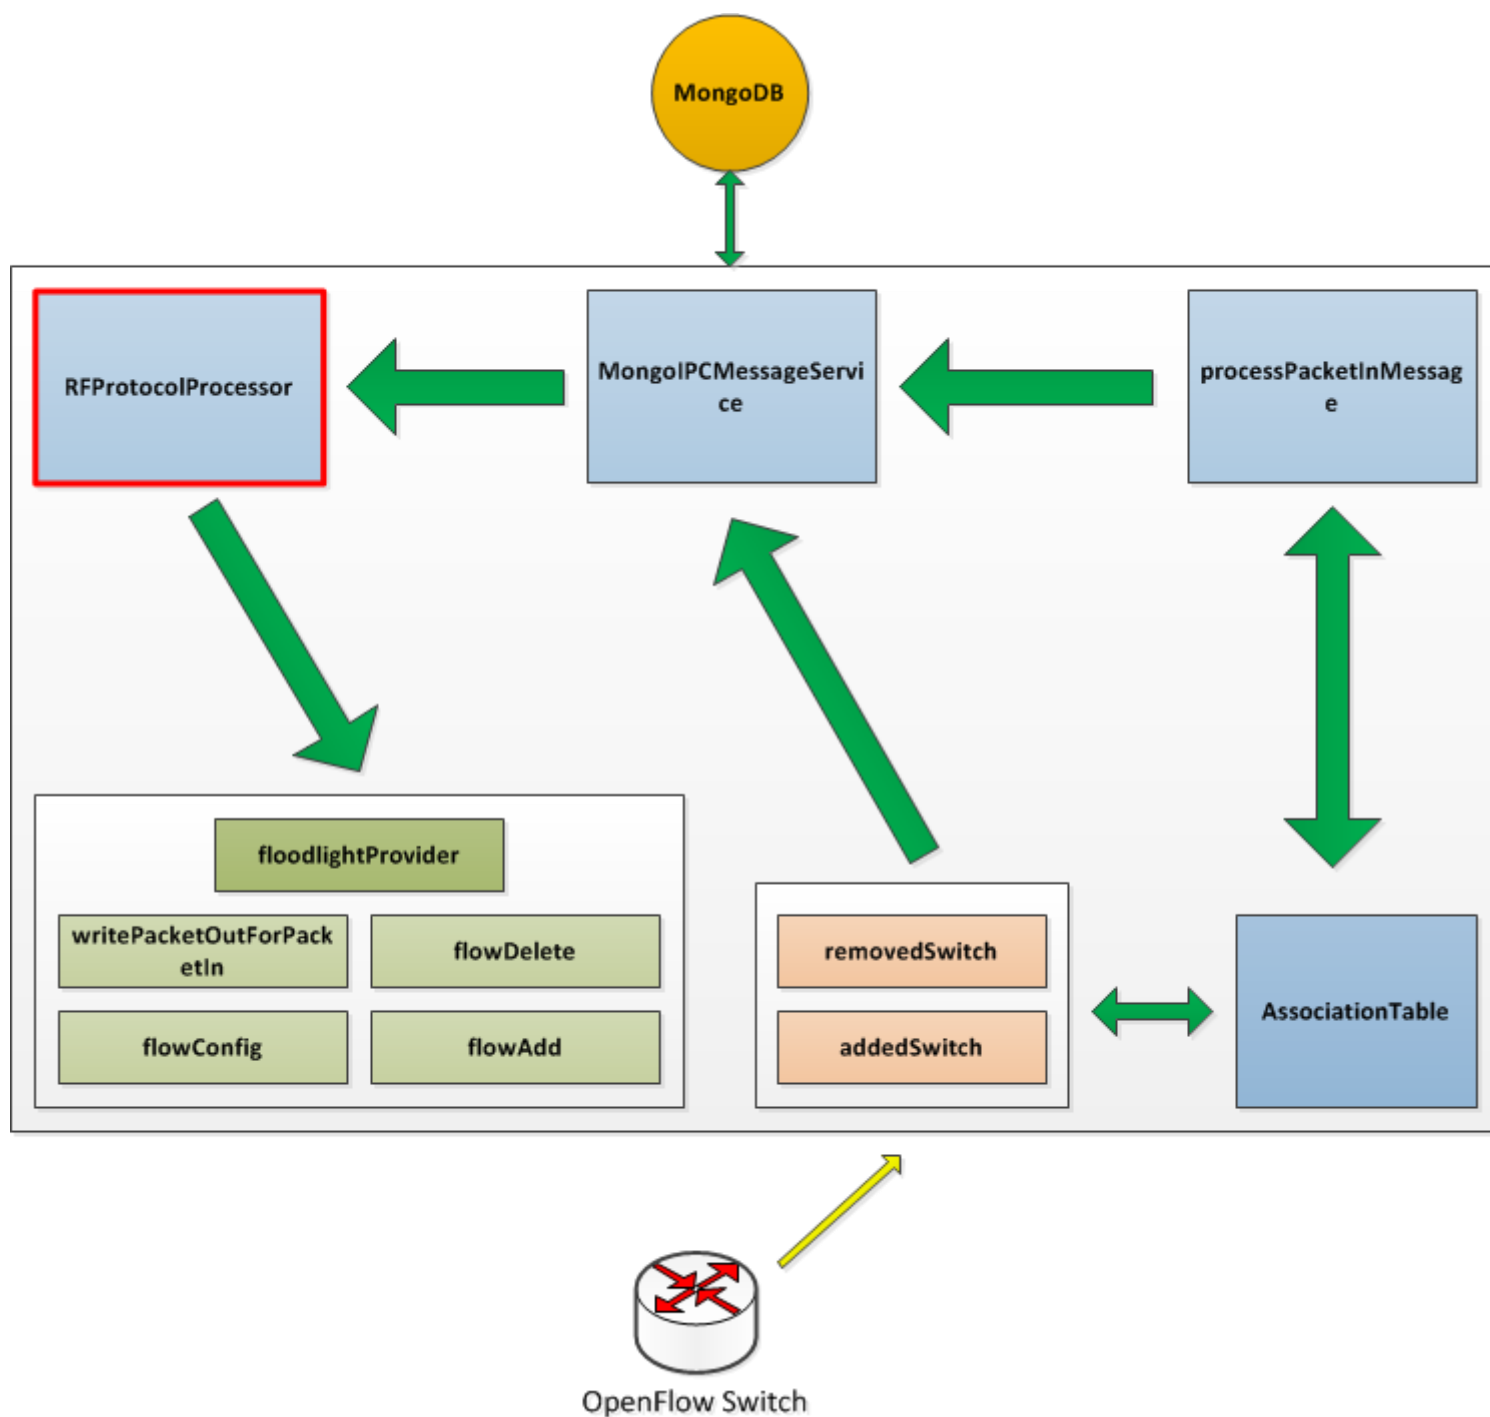 MongoDB
RFProtocolProcessor
MongoIPCMessageServi
ce
processPacketInMessag
e
floodlightProvider
writePacketOutForPack
etIn
flowDelete
flowConfig
flowAdd
removedSwitch
addedSwitch
AssociationTable
OpenFlow Switch